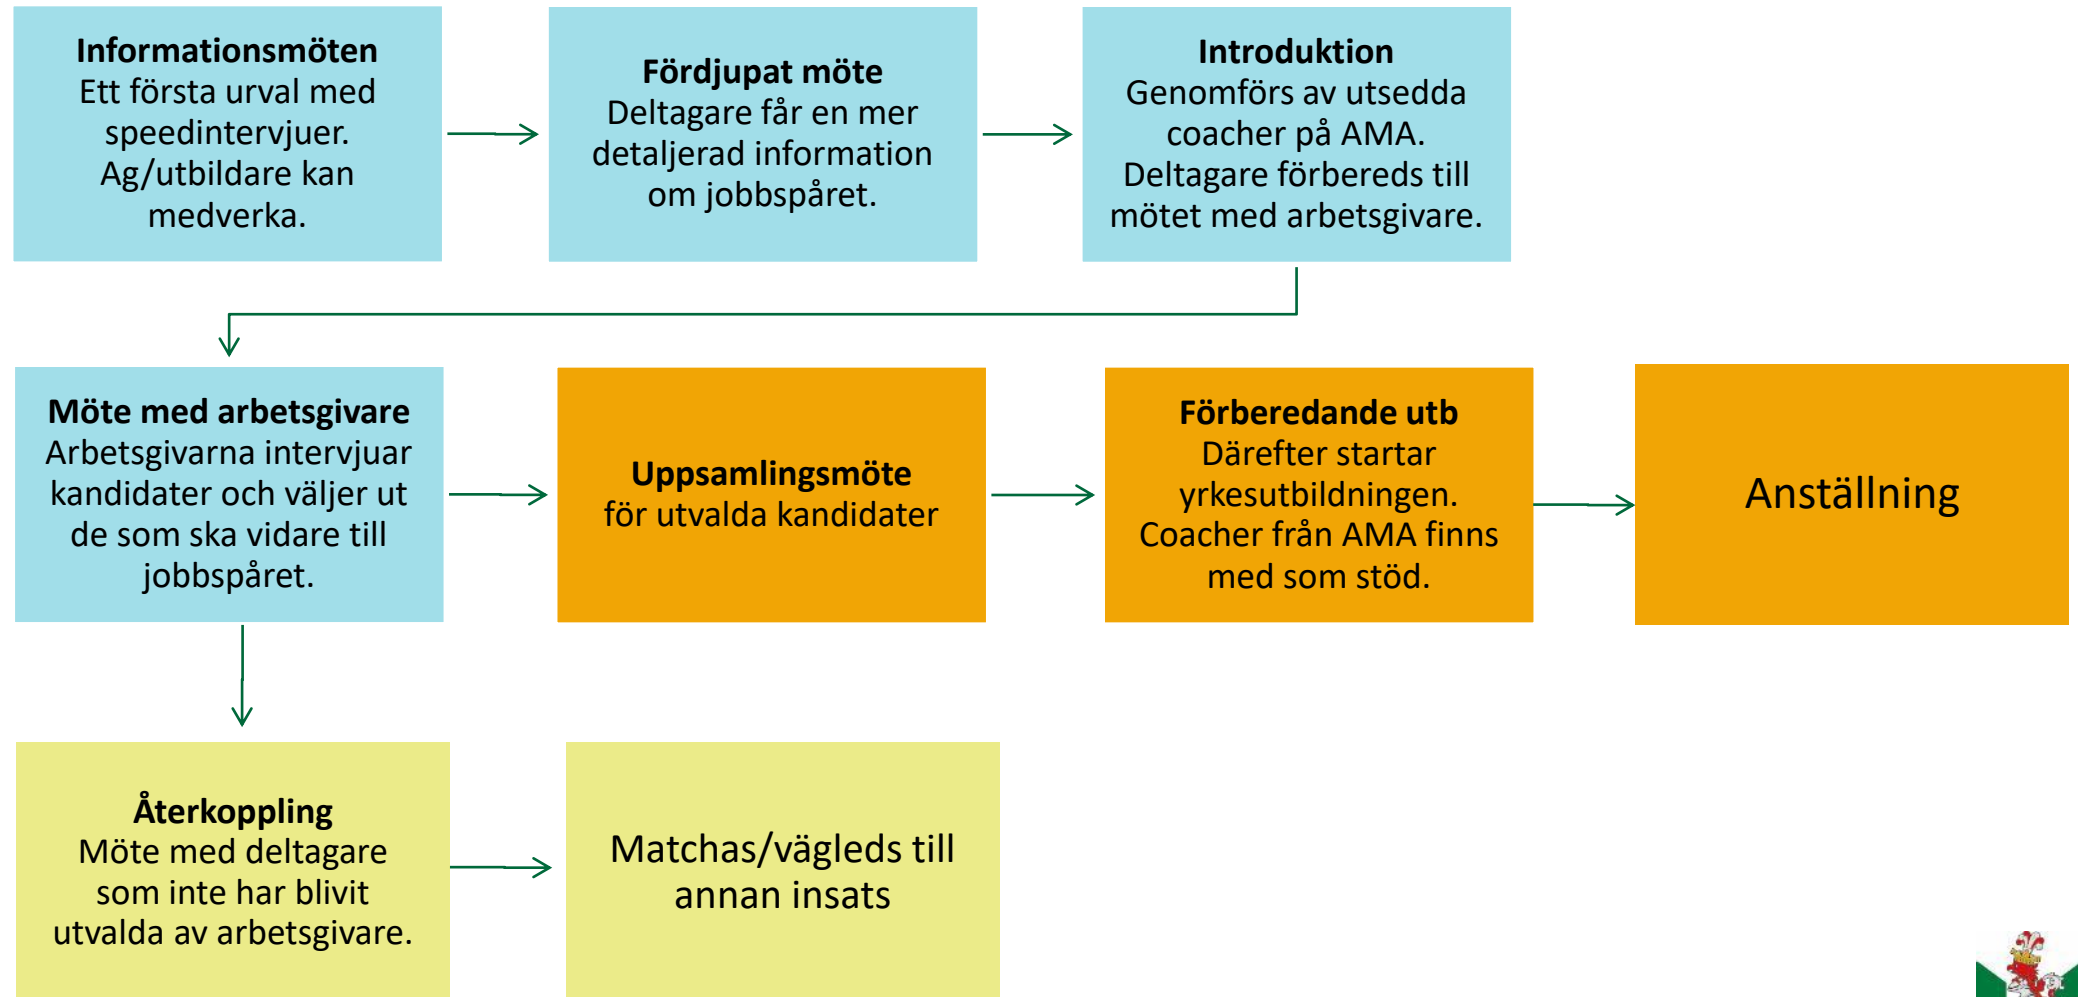 Informationsmöten
Ett första urval med
speedintervjuer.
Ag/utbildare kan
medverka.
Fördjupat möte
Deltagare får en mer
detaljerad information
om jobbspåret.
Introduktion
Genomförs av utsedda
coacher på AMA.
Deltagare förbereds till
mötet med arbetsgivare.
Möte med arbetsgivare
Arbetsgivarna intervjuar
kandidater och väljer ut
de som ska vidare till
jobbspåret.
Uppsamlingsmöte
för utvalda kandidater
Förberedande utb
Därefter startar
yrkesutbildningen.
Coacher från AMA finns
med som stöd.
Anställning
Återkoppling
Möte med deltagare
som inte har blivit
utvalda av arbetsgivare.
Matchas/vägleds till
annan insats